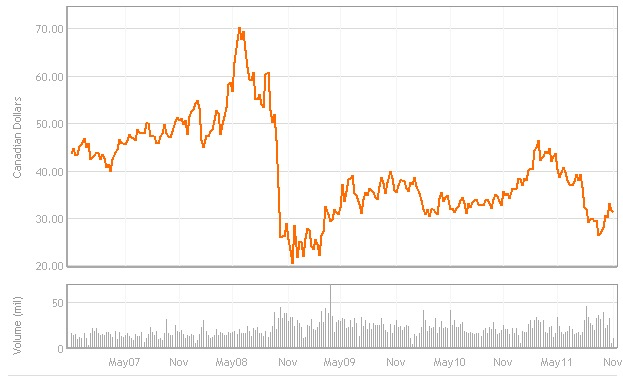 70.00
60.00
50.00
40.00
30.00
20.00
Canadian Dollars
50
0
Volume (mil)
May07 Nov May08 Nov May09 Nov May10 Nov May11 Nov